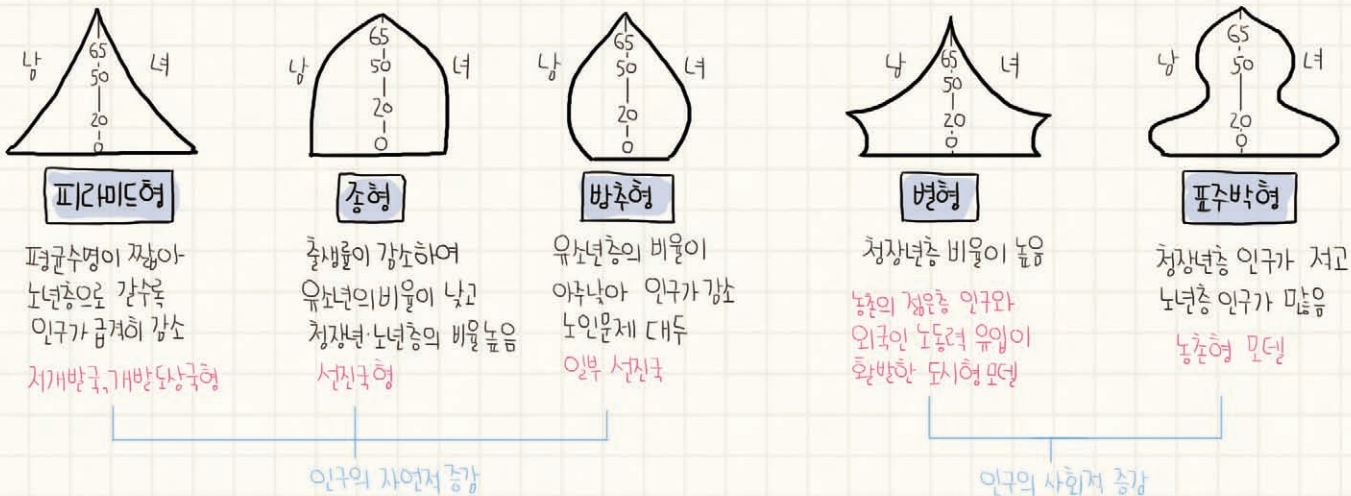 남
65
50
20
0
녀
피라미드형
평균수명이 짧아
노년층으로 갈수록
인구가 급격히 감소
저개발국, 개발도상국형
남
65
50
20
0
녀
종형
출생률이 감소하여
유소년의 비율이 낮고
청장년·노년층의 비율 높음
선진국형
남
65
50
20
0
녀
방추형
유소년층의 비율이
아주낮아 인구가 감소
노인문제 대두
일부 선진국
인구의 자연적 증감
남
65
50
20
0
녀
별형
청장년층 비율이 높음
농촌의 젊은층 인구와
외국인 노동력 유입이
활발한 도시형 모델
남
65
50
20
0
녀
표주박형
청장년층 인구가 적고
노년층 인구가 많음
농촌형 모델
인구의 사회적 증감